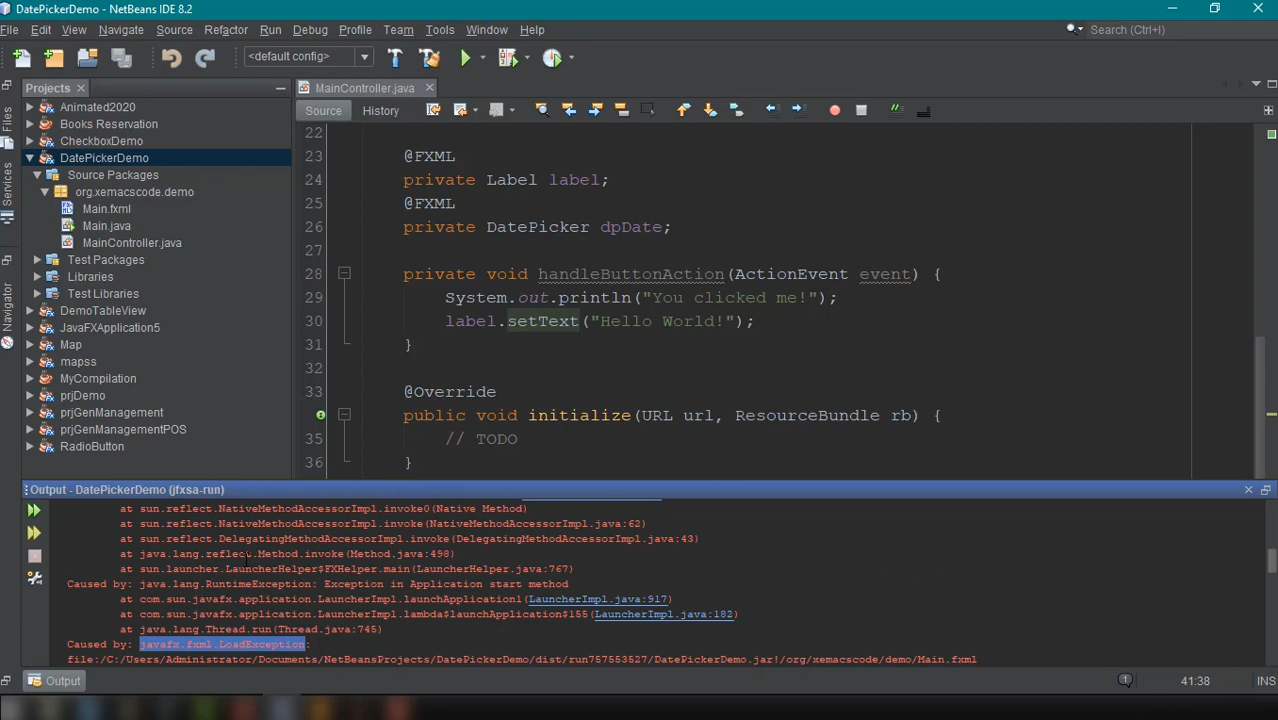 DatePickerDemo - NetBeans IDE 8.2
File Edit View Navigate Source Refactor Run Debug Profile Team Tools Window Help
Search (Ctrl+I)
<default config>
Projects
MainController.java
Source History
Files
Services
Navigator
Animated2020
Books Reservation
CheckboxDemo
DatePickerDemo
Source Packages
org.xemacscode.demo
Main.fxml
Main.java
MainController.java
Test Packages
Libraries
Test Libraries
DemoTableView
JavaFXApplication5
Map
mapss
MyCompilation
prjDemo
prjGenManagement
prjGenManagementPOS
RadioButton
22
23 @FXML
24 private Label label;
25 @FXML
26 private DatePicker dpDate;
27
28 private void handleButtonAction(ActionEvent event) {
29 System.out.println("You clicked me!");
30 label.setText("Hello World!");
31 }
32
33 @Override
public void initialize(URL url, ResourceBundle rb) {
35 // TODO
36 }
Output - DatePickerDemo (jfxsa-run)
at sun.reflect.NativeMethodAccessorImpl.invoke0(Native Method)
at sun.reflect.NativeMethodAccessorImpl.invoke(NativeMethodAccessorImpl.java:62)
at sun.reflect.DelegatingMethodAccessorImpl.invoke(DelegatingMethodAccessorImpl.java:43)
at java.lang.reflect.Method.invoke(Method.java:498)
at sun.launcher.LauncherHelper$FXHelper.main(LauncherHelper.java:767)
Caused by: java.lang.RuntimeException: Exception in Application start method
at com.sun.javafx.application.LauncherImpl.launchApplication1(LauncherImpl.java:917)
at com.sun.javafx.application.LauncherImpl.lambda$launchApplication$155(LauncherImpl.java:182)
at java.lang.Thread.run(Thread.java:745)
Caused by: javafx.fxml.LoadException:
file:/C:/Users/Administrator/Documents/NetBeansProjects/DatePickerDemo/dist/run757553527/DatePickerDemo.jar!/org/xemacscode/demo/Main.fxml
Output
1
41:38
INS